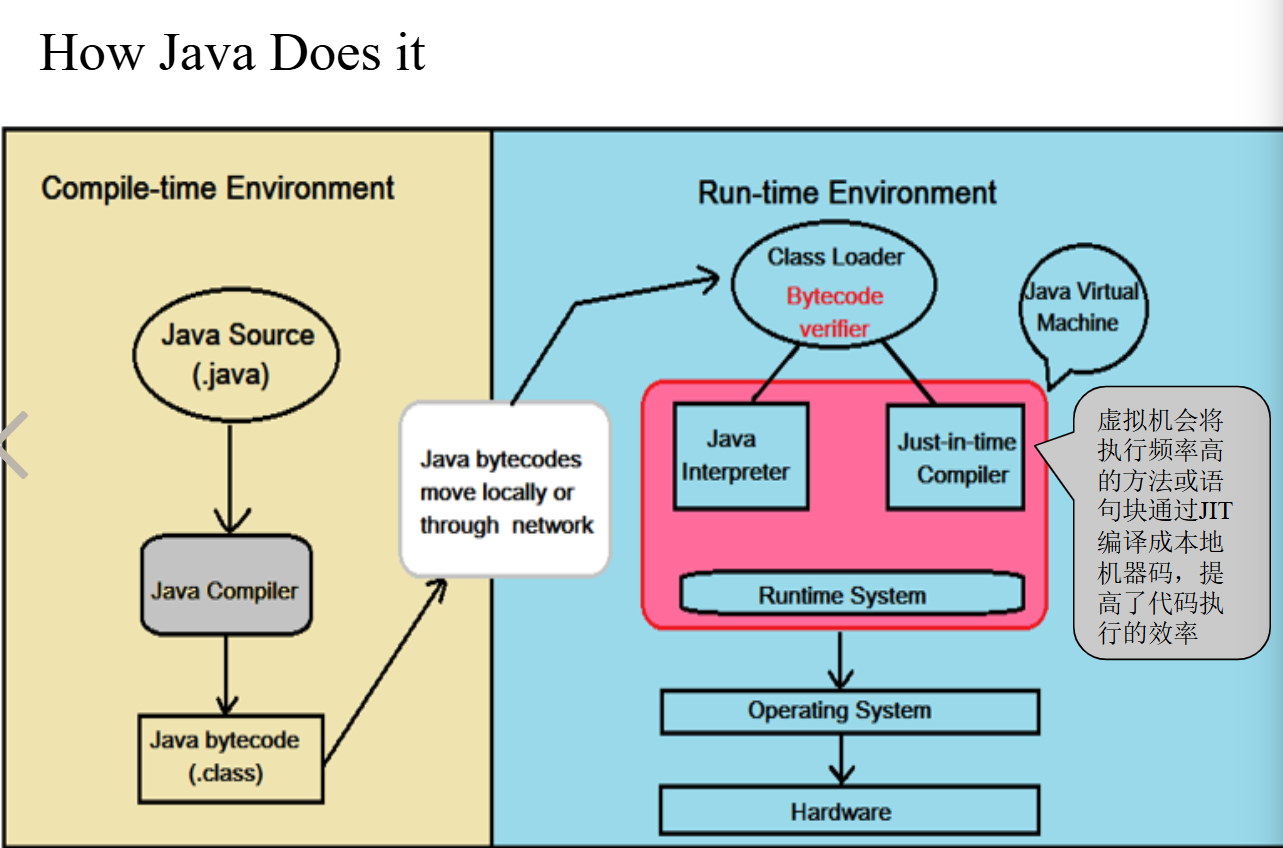 How Java Does it
Compile-time Environment
Java Source
(.java)
Java Compiler
Java bytecode
(.class)
Java bytecodes
move locally or
through network
Run-time Environment
Class Loader
Bytecode
verifier
Java Virtual
Machine
Java
Interpreter
Just-in-time
Compiler
Runtime System
Operating System
Hardware
虚拟机会将
执行频率高
的方法或语
句块通过JIT
编译成本地
机器码，提
高了代码执
行的效率